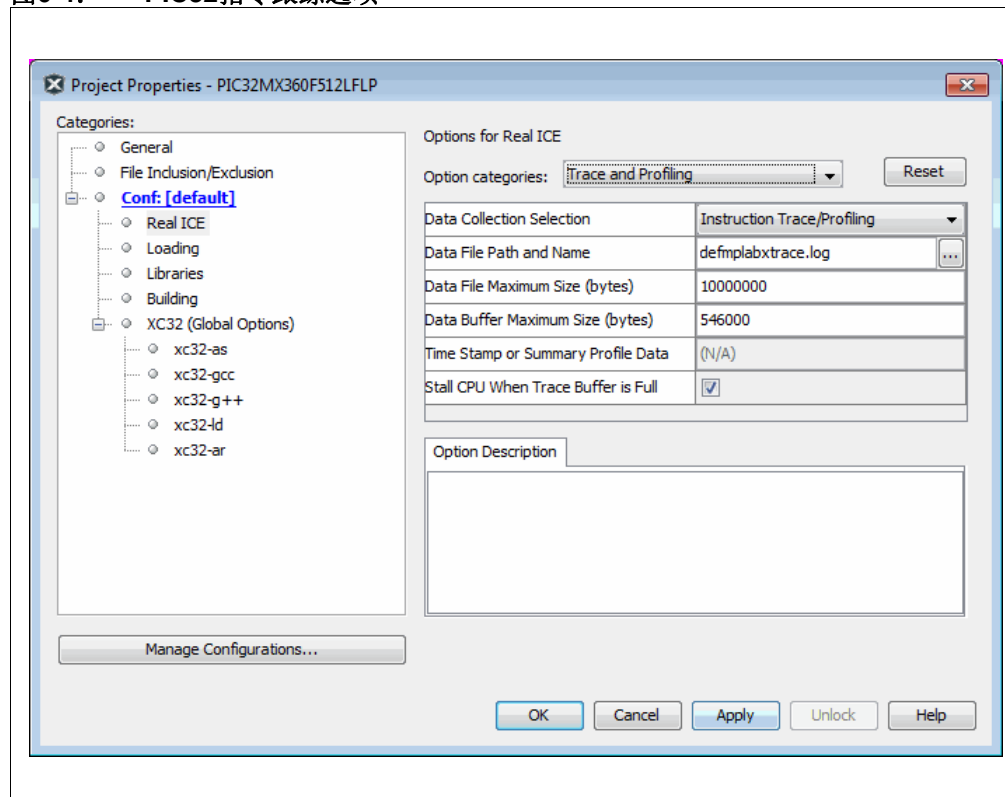 Project Properties - PIC32MX360F512LFLP
Categories:
General
File Inclusion/Exclusion
Conf: [default]
Real ICE
Loading
Libraries
Building
XC32 (Global Options)
xc32-as
xc32-gcc
xc32-g++
xc32-ld
xc32-ar
Manage Configurations...
Options for Real ICE
Option categories: Trace and Profiling Reset
Data Collection Selection Instruction Trace/Profiling
Data File Path and Name defmplabxtrace.log ...
Data File Maximum Size (bytes) 10000000
Data Buffer Maximum Size (bytes) 546000
Time Stamp or Summary Profile Data (N/A)
Stall CPU When Trace Buffer is Full
Option Description
OK Cancel Apply Unlock Help